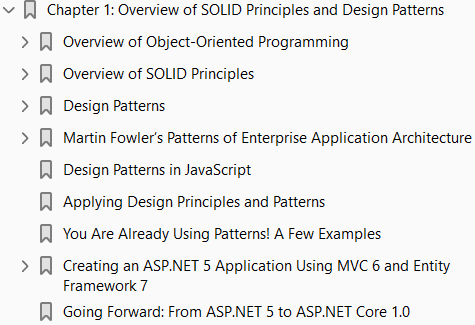 Chapter 1: Overview of SOLID Principles and Design Patterns
Overview of Object-Oriented Programming
Overview of SOLID Principles
Design Patterns
Martin Fowler’s Patterns of Enterprise Application Architecture
Design Patterns in JavaScript
Applying Design Principles and Patterns
You Are Already Using Patterns! A Few Examples
Creating an ASP.NET 5 Application Using MVC 6 and Entity
Framework 7
Going Forward: From ASP.NET 5 to ASP.NET Core 1.0